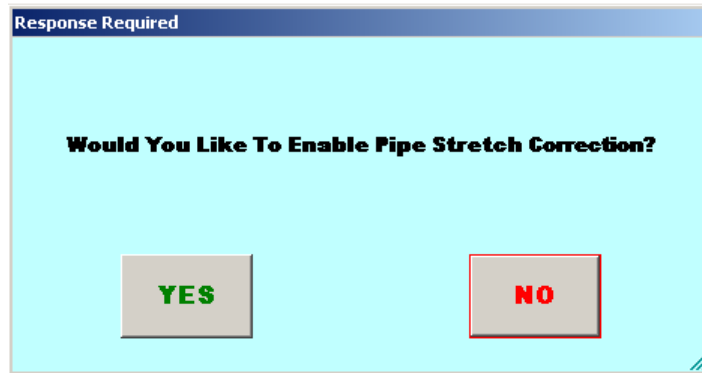 Response Required
Would You Like To Enable Pipe Stretch Correction?
YES
NO